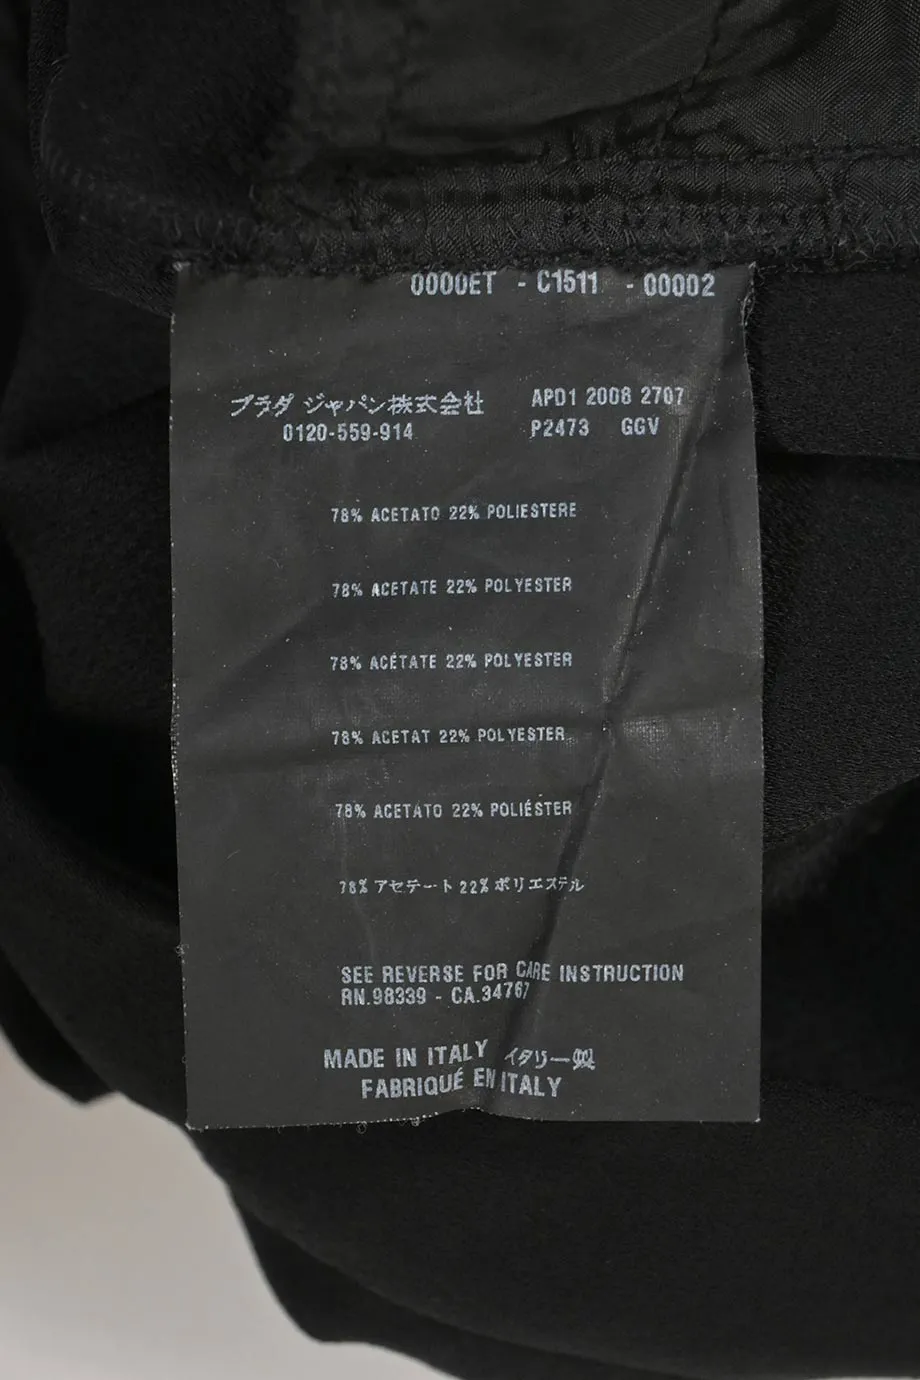 0000ET - C1511 - 00002
プラダ ジャパン株式会社 APD1 2008 2707
0120-559-914 P2473 GGV
78% ACETATO 22% POLIESTERE
78% ACETATE 22% POLYESTER
78% ACÉTATE 22% POLYESTER
78% ACETAT 22% POLYESTER
78% ACETATO 22% POLIÉSTER
78% アセテート 22% ポリエステル
SEE REVERSE FOR CARE INSTRUCTION
RN.98339 - CA.34767
MADE IN ITALY イタリー製
FABRIQUÉ EN ITALY